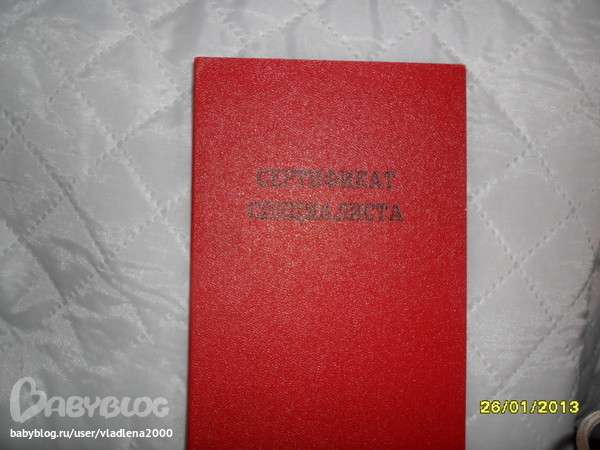 СЕРТИФИКАТ
СПЕЦИАЛИСТА
BABYBLOG
babyblog.ru/user/vladlena2000
26/01/2013